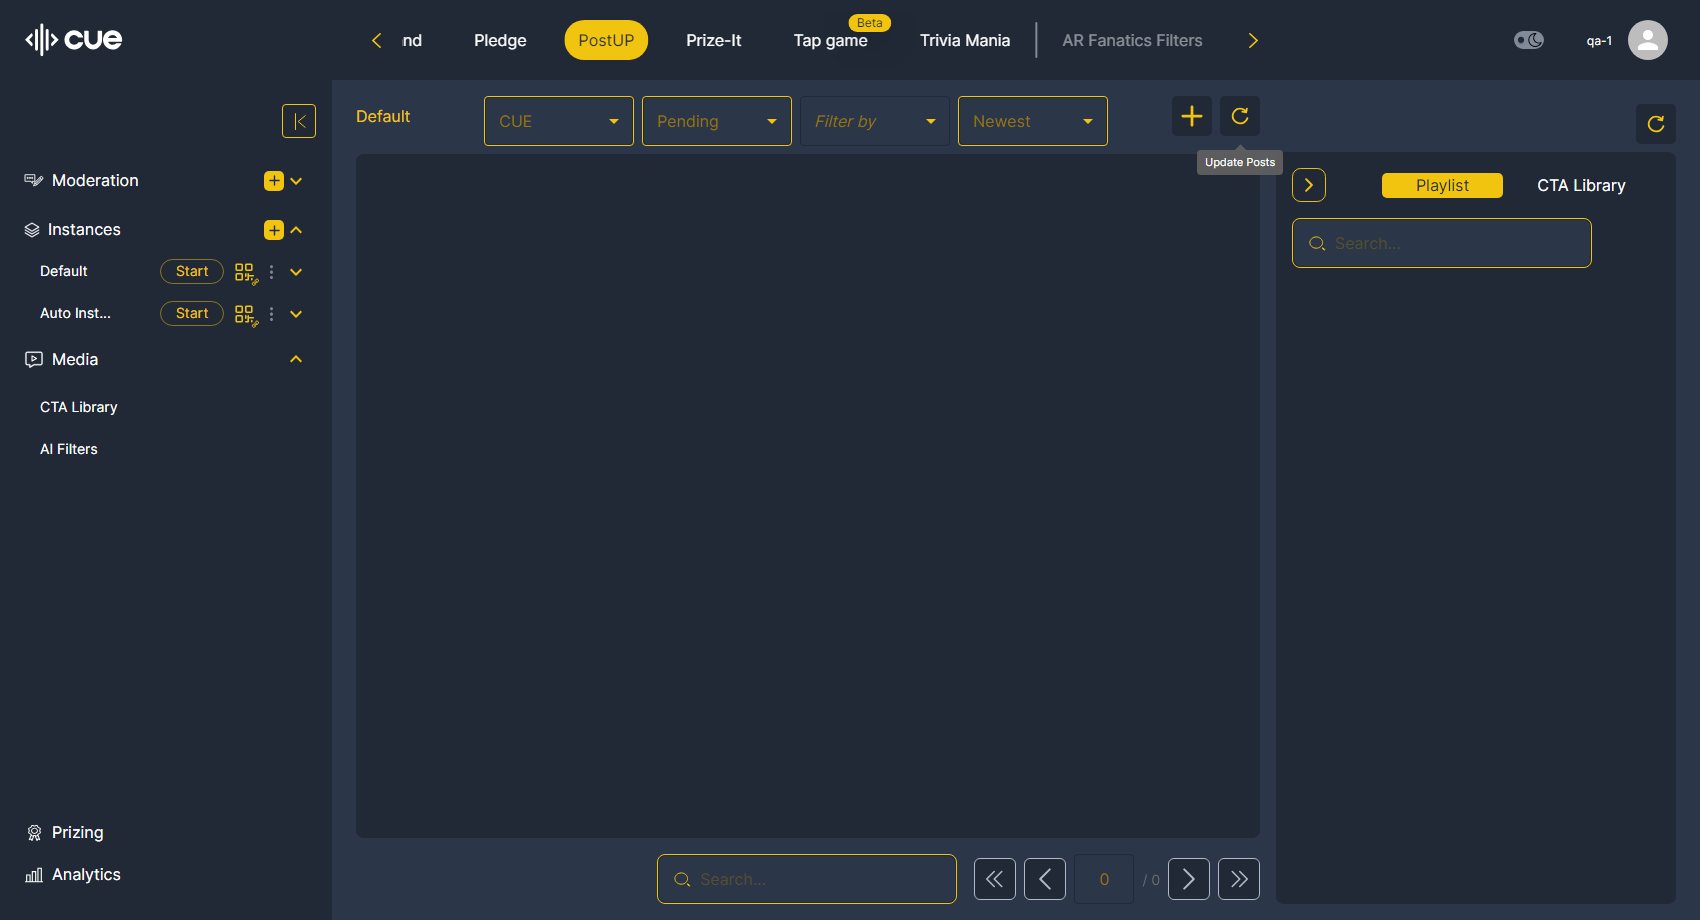 cue
nd
Pledge
PostUP
Prize-It
Tap game
Beta
Trivia Mania
AR Fanatics Filters
qa-1
Default
CUE
Pending
Filter by
Newest
Update Posts
Moderation
Instances
Default
Start
Auto Inst...
Start
Media
CTA Library
AI Filters
Prizing
Analytics
Playlist
CTA Library
Search...
Search...
0
/ 0